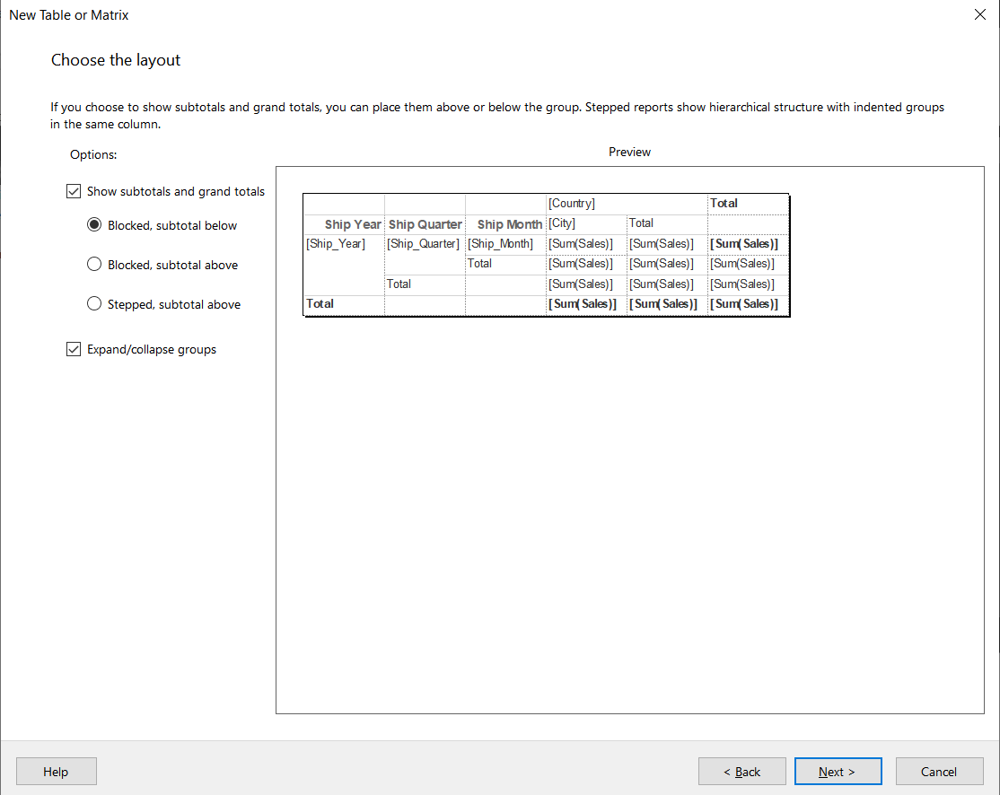 New Table or Matrix
Choose the layout
If you choose to show subtotals and grand totals, you can place them above or below the group. Stepped reports show hierarchical structure with indented groups
in the same column.
Options:
Preview
Show subtotals and grand totals
Blocked, subtotal below
Blocked, subtotal above
Stepped, subtotal above
Expand/collapse groups
[Country] Total
Ship Year Ship Quarter Ship Month [City] Total
[Ship_Year] [Ship_Quarter] [Ship_Month] [Sum(Sales)] [Sum(Sales)] [Sum(Sales)]
Total [Sum(Sales)] [Sum(Sales)] [Sum(Sales)]
Total [Sum(Sales)] [Sum(Sales)] [Sum(Sales)]
Total [Sum(Sales)] [Sum(Sales)] [Sum(Sales)]
Help
< Back
Next >
Cancel